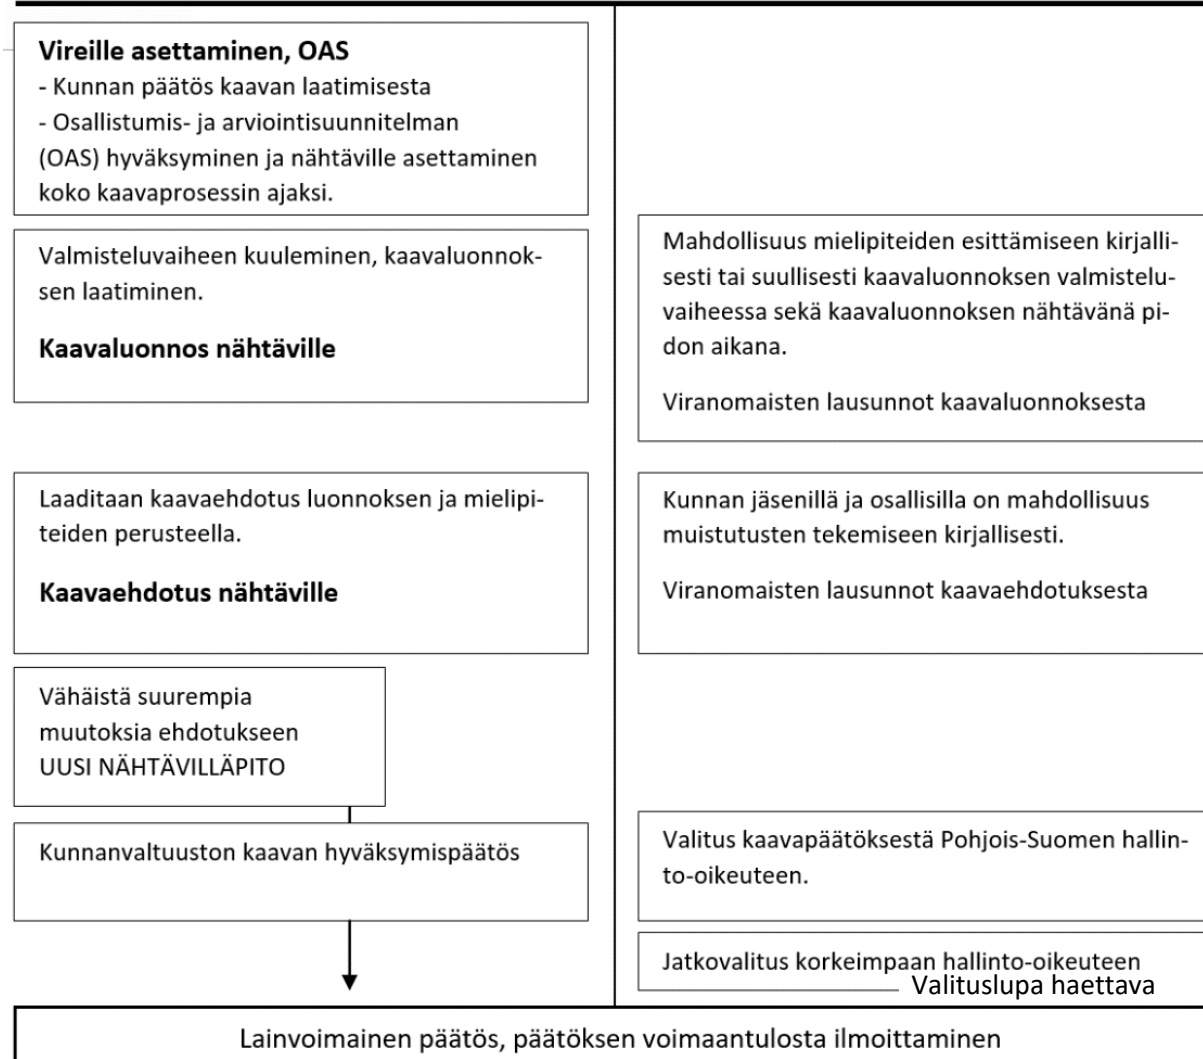 Vireille asettaminen, OAS
- Kunnan päätös kaavan laatimisesta
- Osallistumis- ja arviointisuunnitelman
(OAS) hyväksyminen ja nähtäville asettaminen
koko kaavaprosessin ajaksi.
Valmisteluvaiheen kuuleminen, kaavaluonnok-
sen laatiminen.
Kaavaluonnos nähtäville
Mahdollisuus mielipiteiden esittämiseen kirjalli-
sesti tai suullisesti kaavaluonnoksen valmistelu-
vaiheessa sekä kaavaluonnoksen nähtävänä pi-
don aikana.
Viranomaisten lausunnot kaavaluonnoksesta
Laaditaan kaavaehdotus luonnoksen ja mielipi-
teiden perusteella.
Kaavaehdotus nähtäville
Kunnan jäsenillä ja osallisilla on mahdollisuus
muistutusten tekemiseen kirjallisesti.
Viranomaisten lausunnot kaavaehdotuksesta
Vähäistä suurempia
muutoksia ehdotukseen
UUSI NÄHTÄVILLÄPITO
Kunnanvaltuuston kaavan hyväksymispäätös
Valitus kaavapäätöksestä Pohjois-Suomen hallin-
to-oikeuteen.
Jatkovalitus korkeimpaan hallinto-oikeuteen
Valituslupa haettava
Lainvoimainen päätös, päätöksen voimaantulosta ilmoittaminen